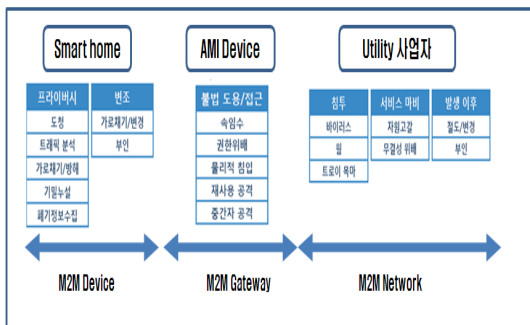 Smart home
AMI Device
Utility 사업자
프라이버시
도청
트래픽 분석
가로채기/방해
기밀누설
폐기정보수집
변조
가로채기/변경
부인
불법 도용/접근
속임수
권한위배
물리적 침입
재사용 공격
중간자 공격
침투
바이러스
웜
트로이 목마
서비스 마비
자원고갈
무결성 위배
발생 이후
절도/변경
부인
M2M Device
M2M Gateway
M2M Network